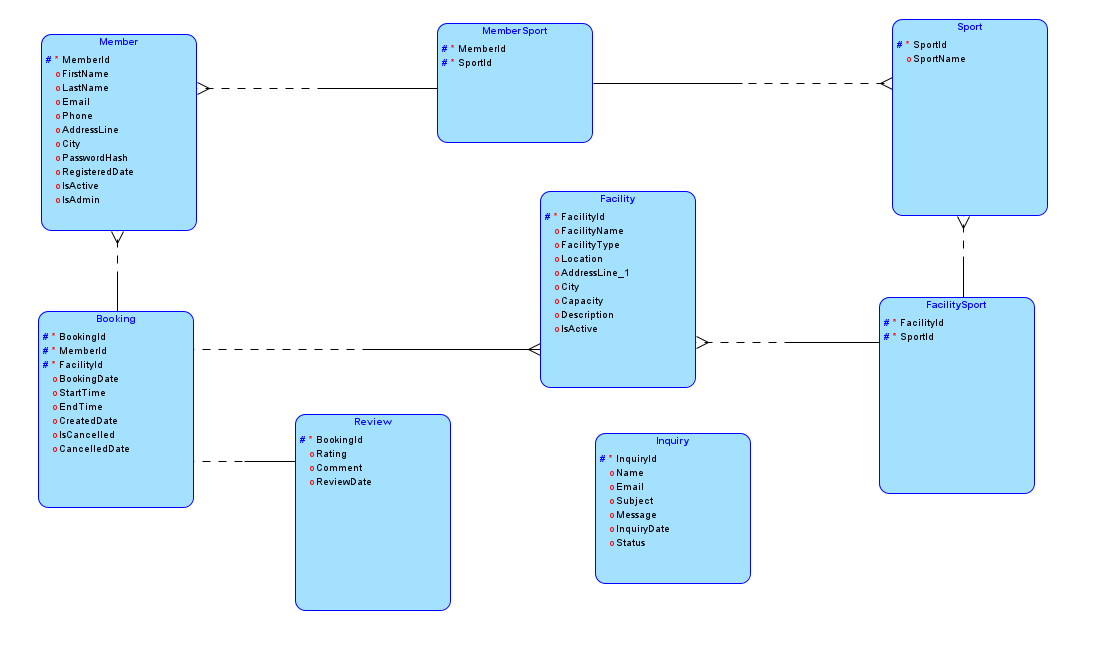 Member
# * MemberId
o FirstName
o LastName
o Email
o Phone
o AddressLine
o City
o PasswordHash
o RegisteredDate
o IsActive
o IsAdmin
MemberSport
# * MemberId
# * SportId
Sport
# * SportId
o SportName
Facility
# * FacilityId
o FacilityName
o FacilityType
o Location
o AddressLine_1
o City
o Capacity
o Description
o IsActive
Booking
# * BookingId
# * MemberId
# * FacilityId
o BookingDate
o StartTime
o EndTime
o CreatedDate
o IsCancelled
o CancelledDate
FacilitySport
# * FacilityId
# * SportId
Review
# * BookingId
o Rating
o Comment
o ReviewDate
Inquiry
# * InquiryId
o Name
o Email
o Subject
o Message
o InquiryDate
o Status